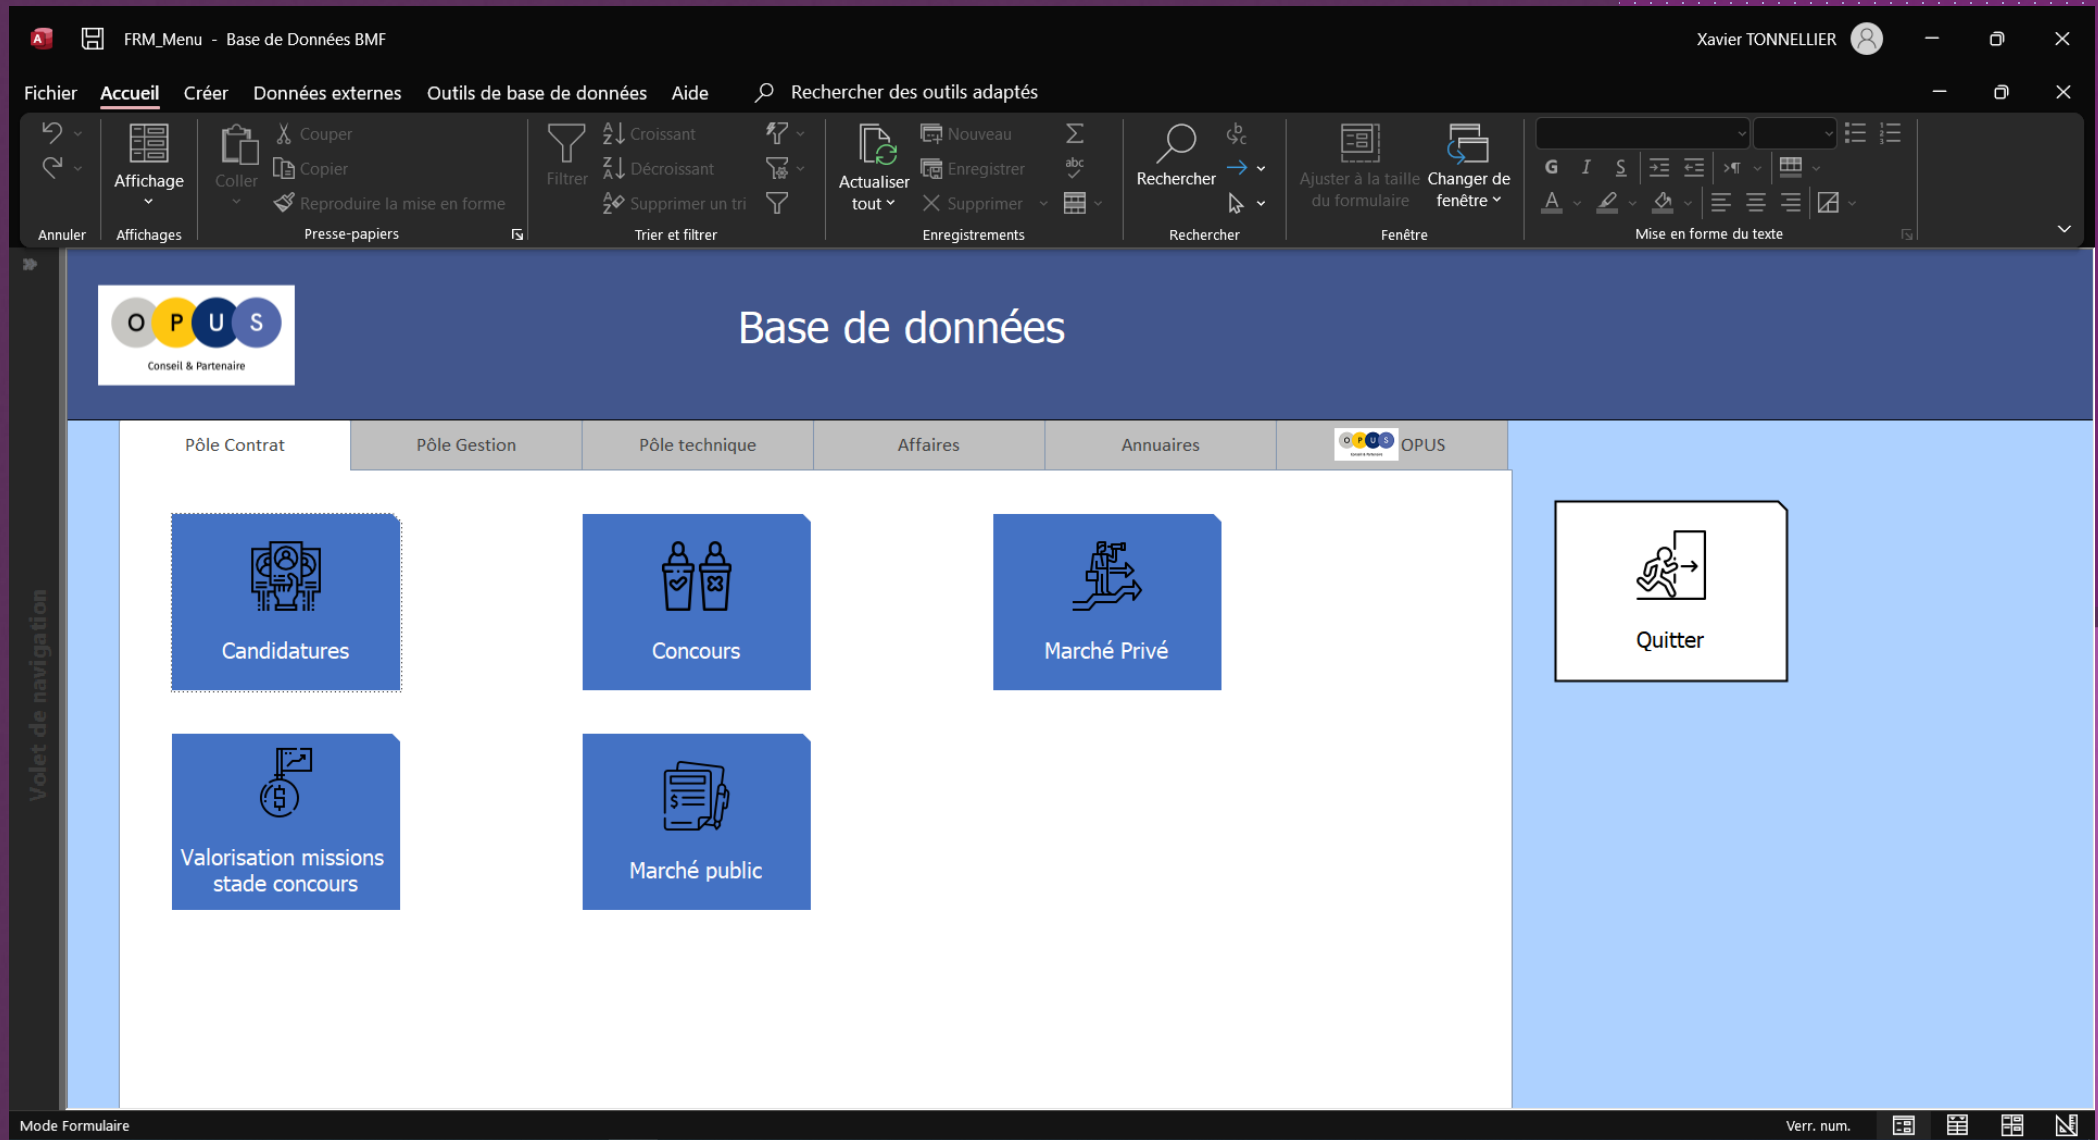 FRM_Menu - Base de Données BMF
Xavier TONNELLIER
Fichier Accueil Créer Données externes Outils de base de données Aide Rechercher des outils adaptés
Annuler
Affichage
Affichages
Coller
Couper
Copier
Reproduire la mise en forme
Presse-papiers
Filtrer
Croissant
Décroissant
Supprimer un tri
Trier et filtrer
Actualiser
tout
Nouveau
Enregistrer
Supprimer
Enregistrements
Rechercher
Rechercher
Ajuster à la taille
du formulaire
Changer de
fenêtre
Fenêtre
G I S
A
Mise en forme du texte
Volet de navigation
O P U S
Conseil & Partenaire
Base de données
Pôle Contrat
Pôle Gestion
Pôle technique
Affaires
Annuaires
O P U S
OPUS
Candidatures
Concours
Marché Privé
Quitter
Valorisation missions
stade concours
Marché public
Mode Formulaire
Verr. num.